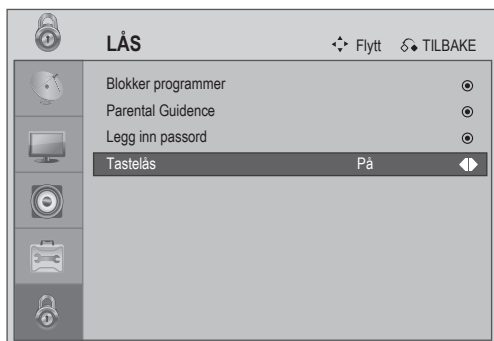 LÅS Flytt TILBAKE
Blokker programmer
Parental Guidence
Legg inn passord
Tastelås På